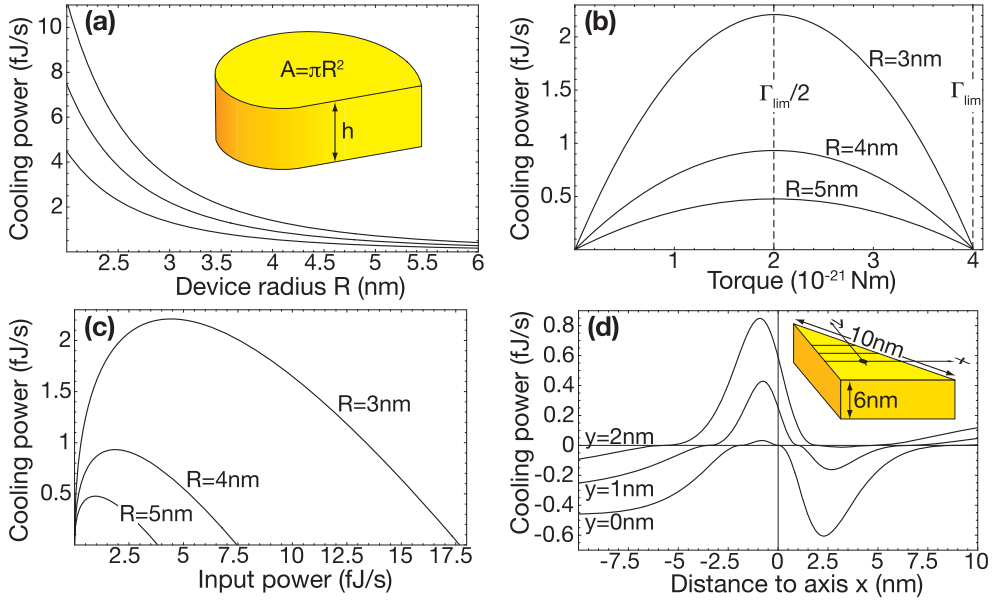 (a)
Cooling power (fJ/s)
10
8
6
4
2
A=πR²
h
2.5 3 3.5 4 4.5 5 5.5 6
Device radius R (nm)
(b)
Cooling power (fJ/s)
2
1.5
1
0.5
R=3nm
Γlim/2
Γlim
R=4nm
R=5nm
1 2 3 4
Torque (10⁻²¹ Nm)
(c)
Cooling power (fJ/s)
2
1.5
1
0.5
R=3nm
R=4nm
R=5nm
2.5 5 7.5 10 12.5 15 17.5
Input power (fJ/s)
(d)
Cooling power (fJ/s)
0.8
0.6
0.4
0.2
0
-0.2
-0.4
-0.6
y
10nm
x
6nm
y=2nm
y=1nm
y=0nm
-7.5 -5 -2.5 0 2.5 5 7.5 10
Distance to axis x (nm)